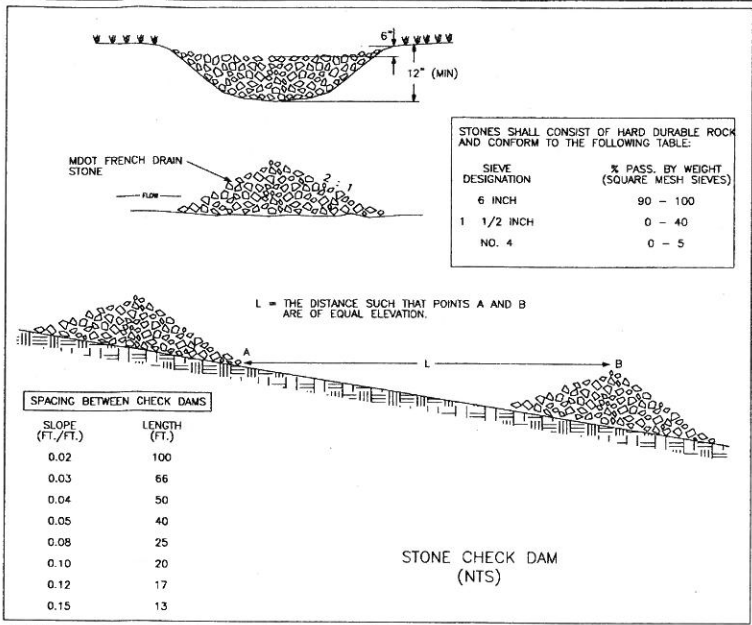 6"
12" (MIN)
MDOT FRENCH DRAIN
STONE
2 : 1
FLOW
STONES SHALL CONSIST OF HARD DURABLE ROCK
AND CONFORM TO THE FOLLOWING TABLE:
SIEVE DESIGNATION % PASS. BY WEIGHT (SQUARE MESH SIEVES)
6 INCH 90 - 100
1 1/2 INCH 0 - 40
NO. 4 0 - 5
L = THE DISTANCE SUCH THAT POINTS A AND B
ARE OF EQUAL ELEVATION.
A L B
SPACING BETWEEN CHECK DAMS
SLOPE (FT./FT.) LENGTH (FT.)
0.02 100
0.03 66
0.04 50
0.05 40
0.08 25
0.10 20
0.12 17
0.15 13
STONE CHECK DAM
(NTS)